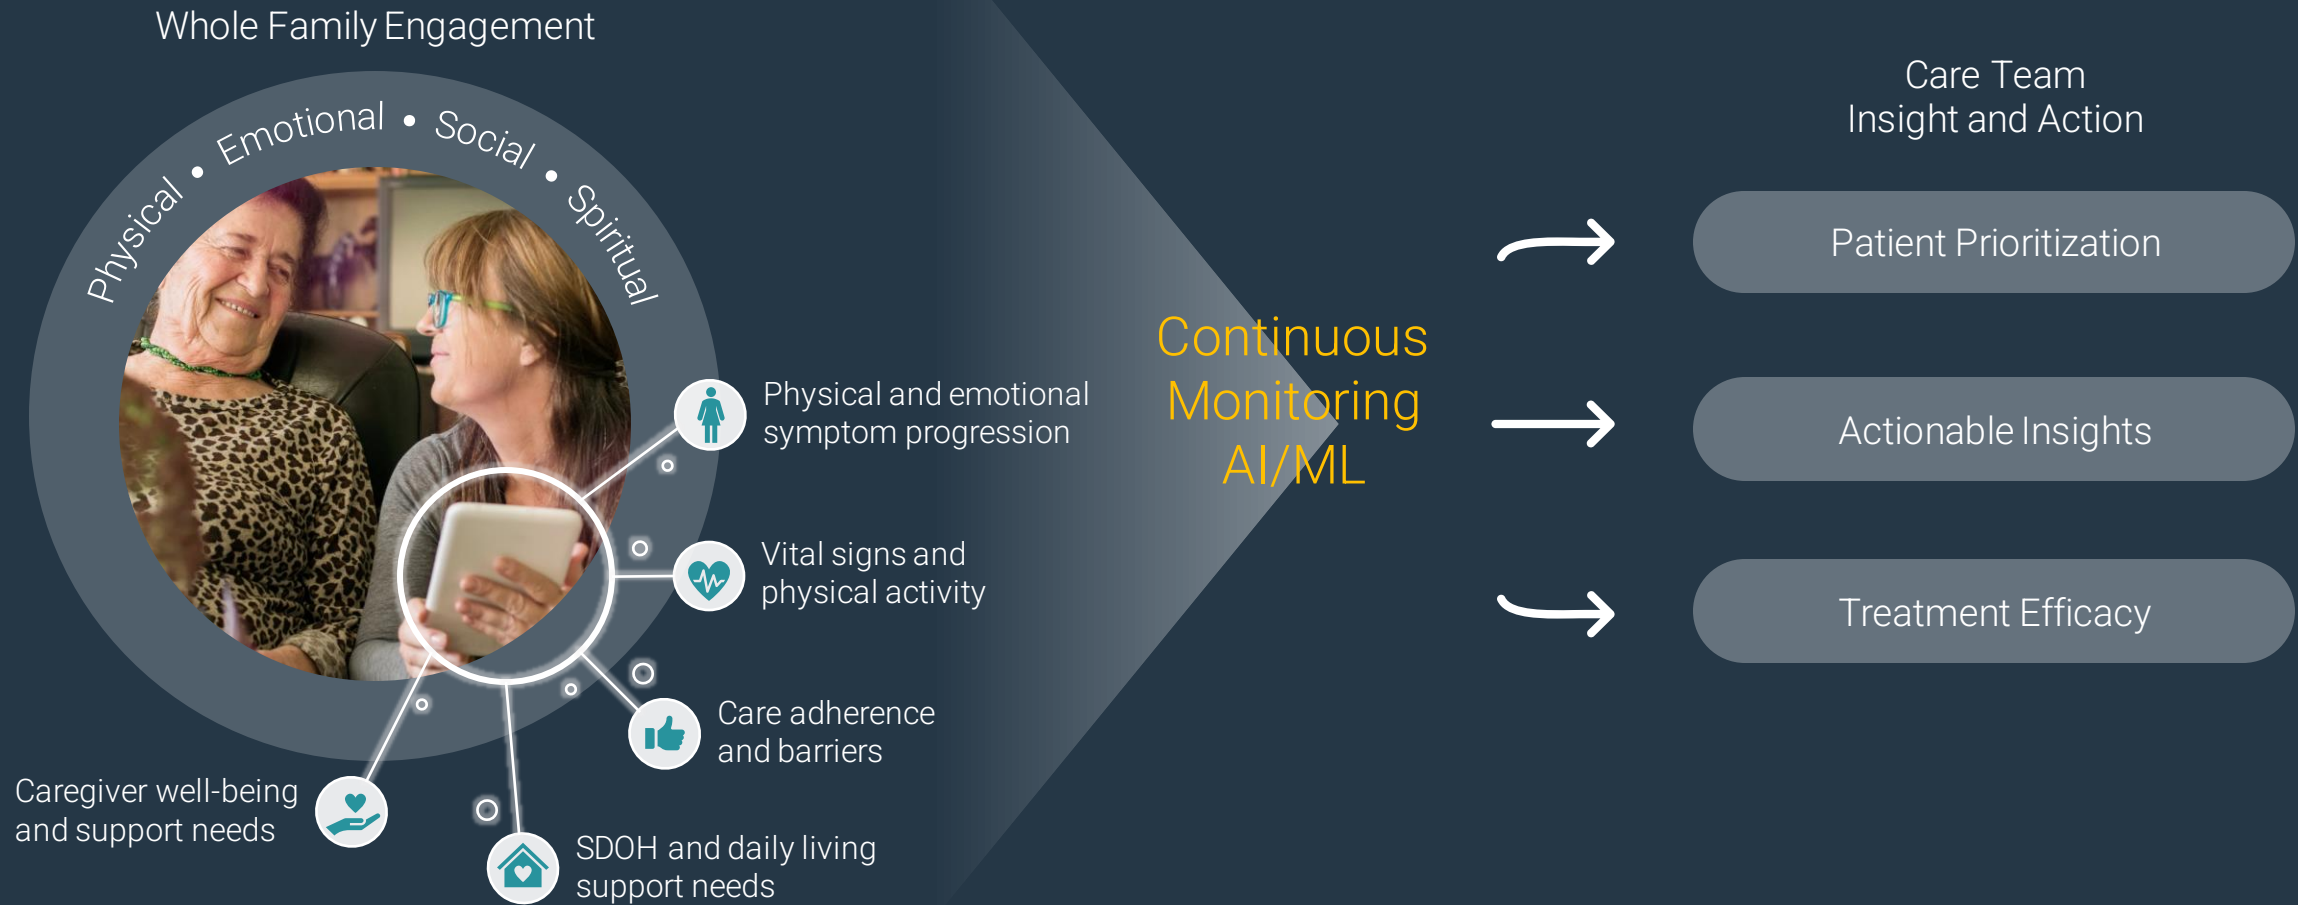 Whole Family Engagement
Physical • Emotional • Social • Spiritual
Physical and emotional
symptom progression
Vital signs and
physical activity
Care adherence
and barriers
SDOH and daily living
support needs
Caregiver well-being
and support needs
Continuous
Monitoring
AI/ML
Care Team
Insight and Action
Patient Prioritization
Actionable Insights
Treatment Efficacy